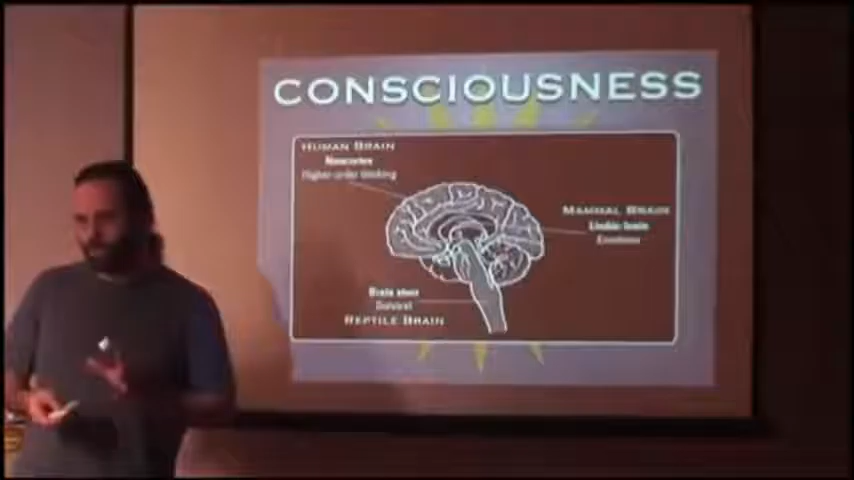 CONSCIOUSNESS
HUMAN BRAIN
Neocortex
Higher order thinking
MAMMAL BRAIN
Limbic brain
Emotions
Brain stem
Survival
REPTILE BRAIN